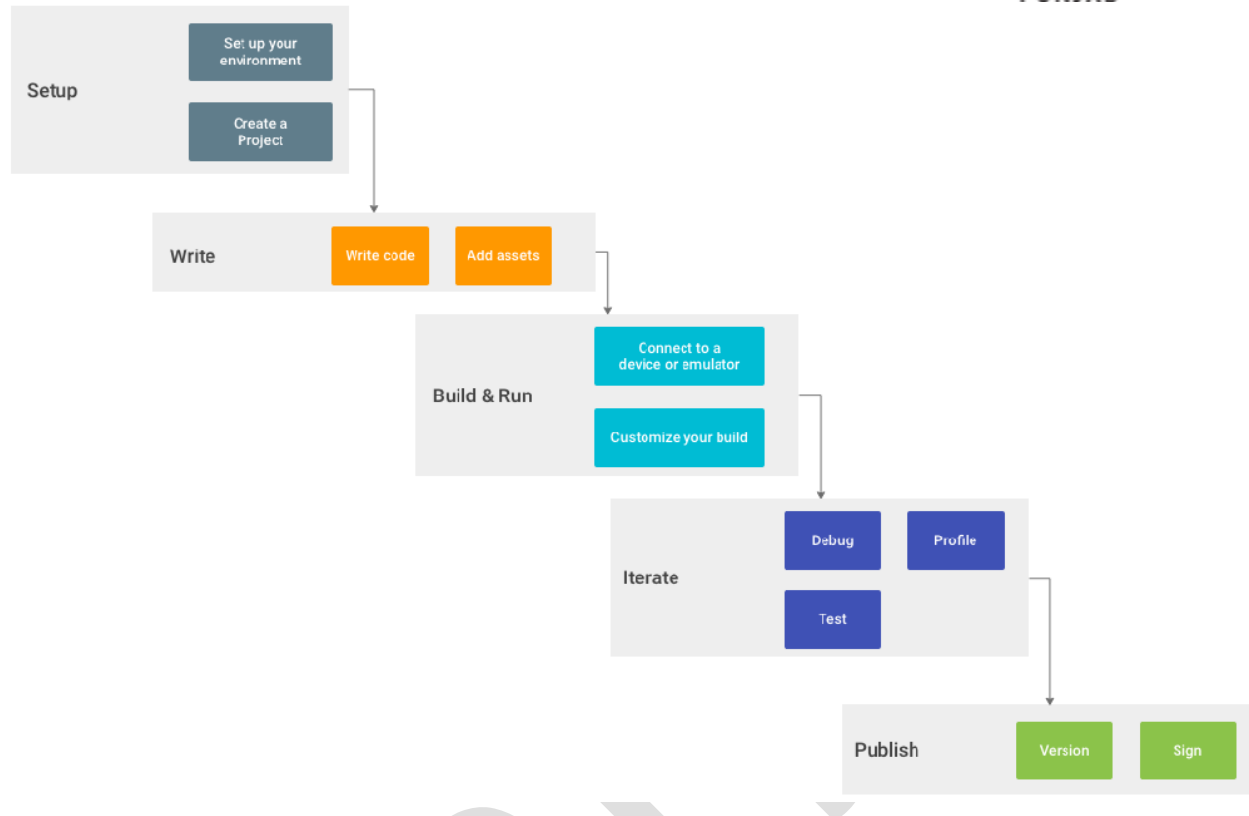 Set up your
environment
Setup
Create a
Project
Write
Write code
Add assets
Connect to a
device or emulator
Build & Run
Customize your build
Debug
Profile
Iterate
Test
Publish
Version
Sign